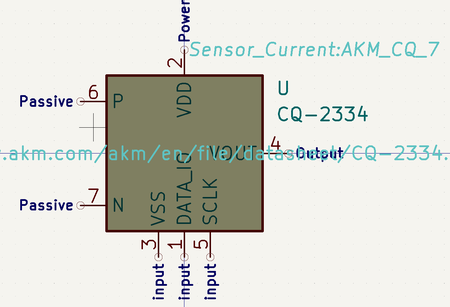 Power
2
Sensor_Current:AKM_CQ_7
U
CQ-2334
6
Passive
P
VDD
4
.akm.com/akm/en/five/datasheet/CQ-2334.
VOUT
Output
7
Passive
N
VSS
DATA_IO
SCLK
3
1
5
input
input
input